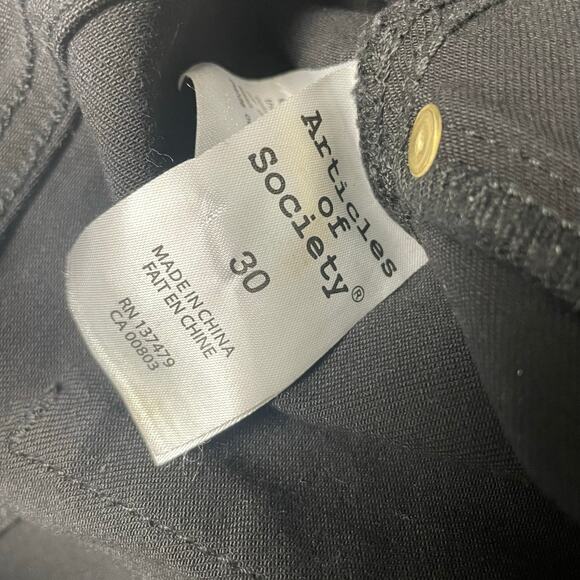 Articles
of
Society®
30
MADE IN CHINA
FAIT EN CHINE
RN 137479
CA 00803